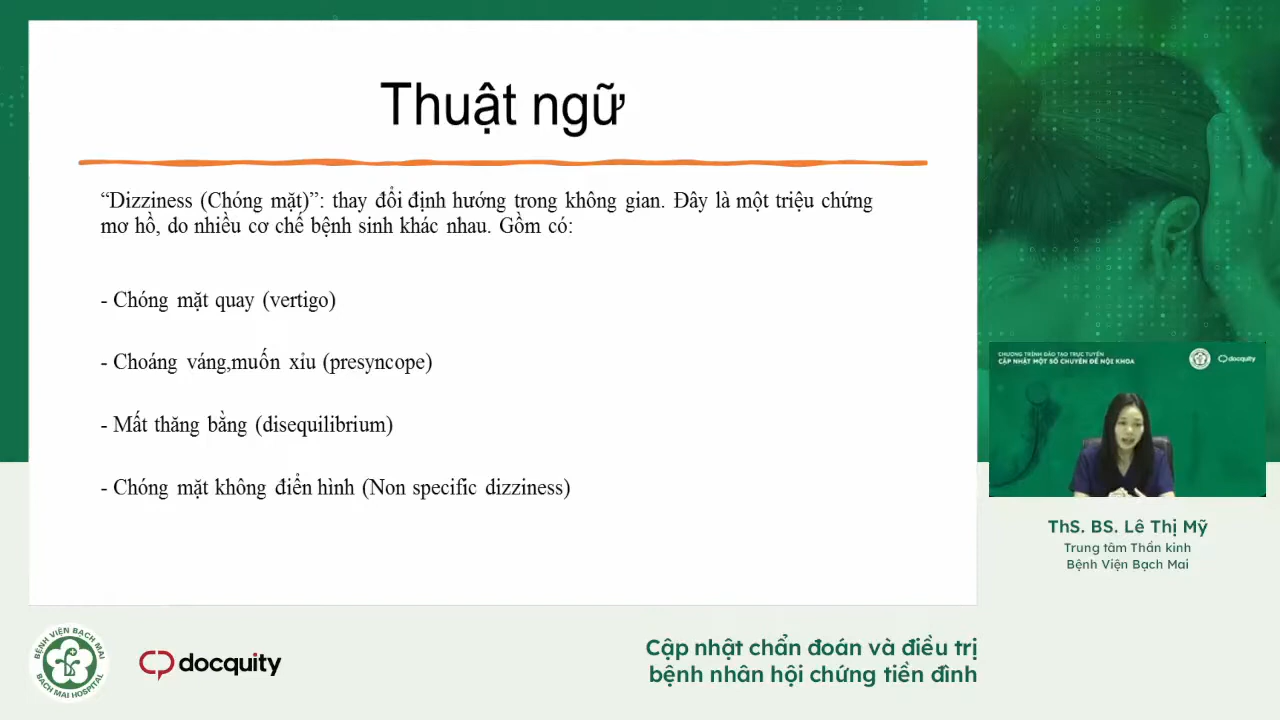 Thuật ngữ
“Dizziness (Chóng mặt)”: thay đổi định hướng trong không gian. Đây là một triệu chứng
mơ hồ, do nhiều cơ chế bệnh sinh khác nhau. Gồm có:
- Chóng mặt quay (vertigo)
- Choáng váng,muốn xỉu (presyncope)
- Mất thăng bằng (disequilibrium)
- Chóng mặt không điển hình (Non specific dizziness)
CHƯƠNG TRÌNH ĐÀO TẠO TRỰC TUYẾN
CẬP NHẬT MỘT SỐ CHUYÊN ĐỀ NỘI KHOA
docquity
ThS. BS. Lê Thị Mỹ
Trung tâm Thần kinh
Bệnh Viện Bạch Mai
BỆNH VIỆN BẠCH MAI
BACH MAI HOSPITAL
docquity
Cập nhật chẩn đoán và điều trị
bệnh nhân hội chứng tiền đình